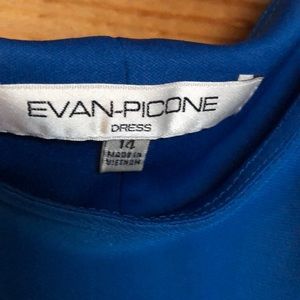 EVAN-PICONE
DRESS
14
MADE IN
VIETNAM